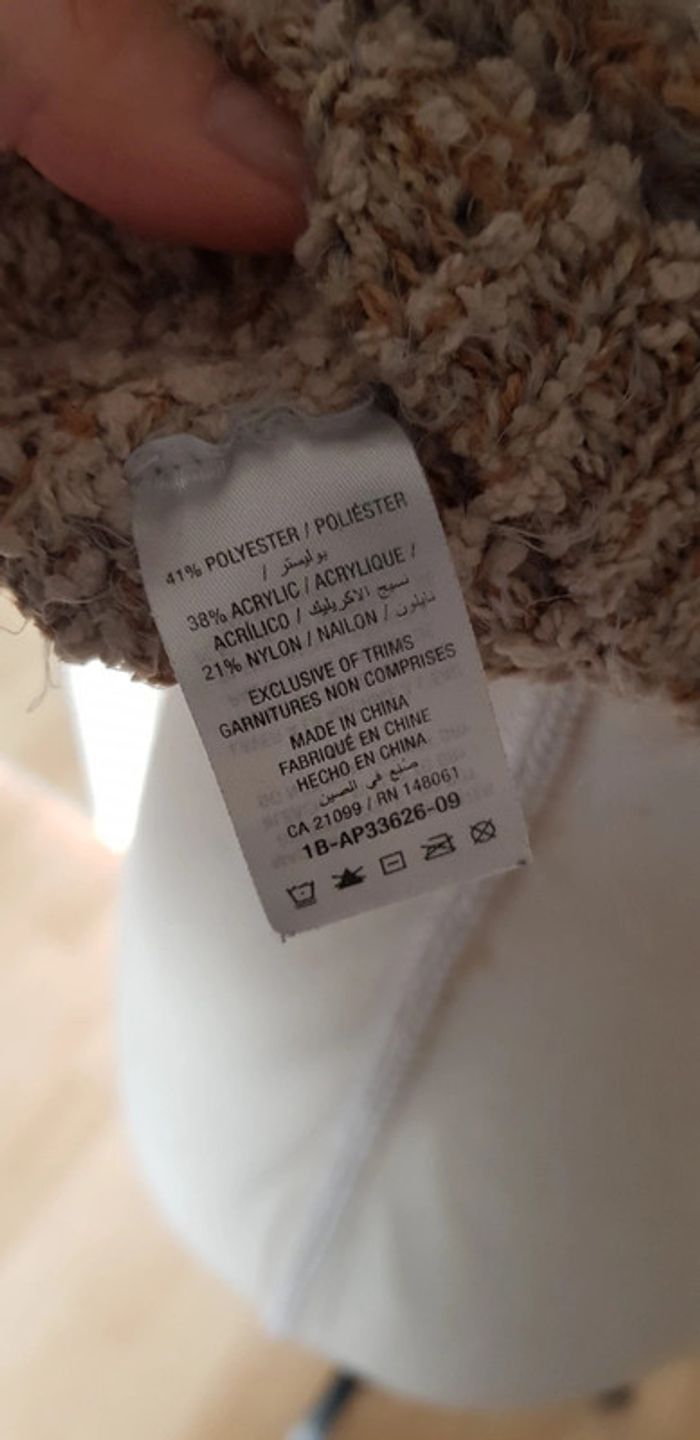 41% POLYESTER / POLIÉSTER
/ بوليستر
38% ACRYLIC / ACRYLIQUE /
ACRÍLICO / نسيج الاكريليك
21% NYLON / NAILON / نايلون
EXCLUSIVE OF TRIMS
GARNITURES NON COMPRISES
MADE IN CHINA
FABRIQUÉ EN CHINE
HECHO EN CHINA
صنع في الصين
CA 21099 / RN 148061
1B-AP33626-09